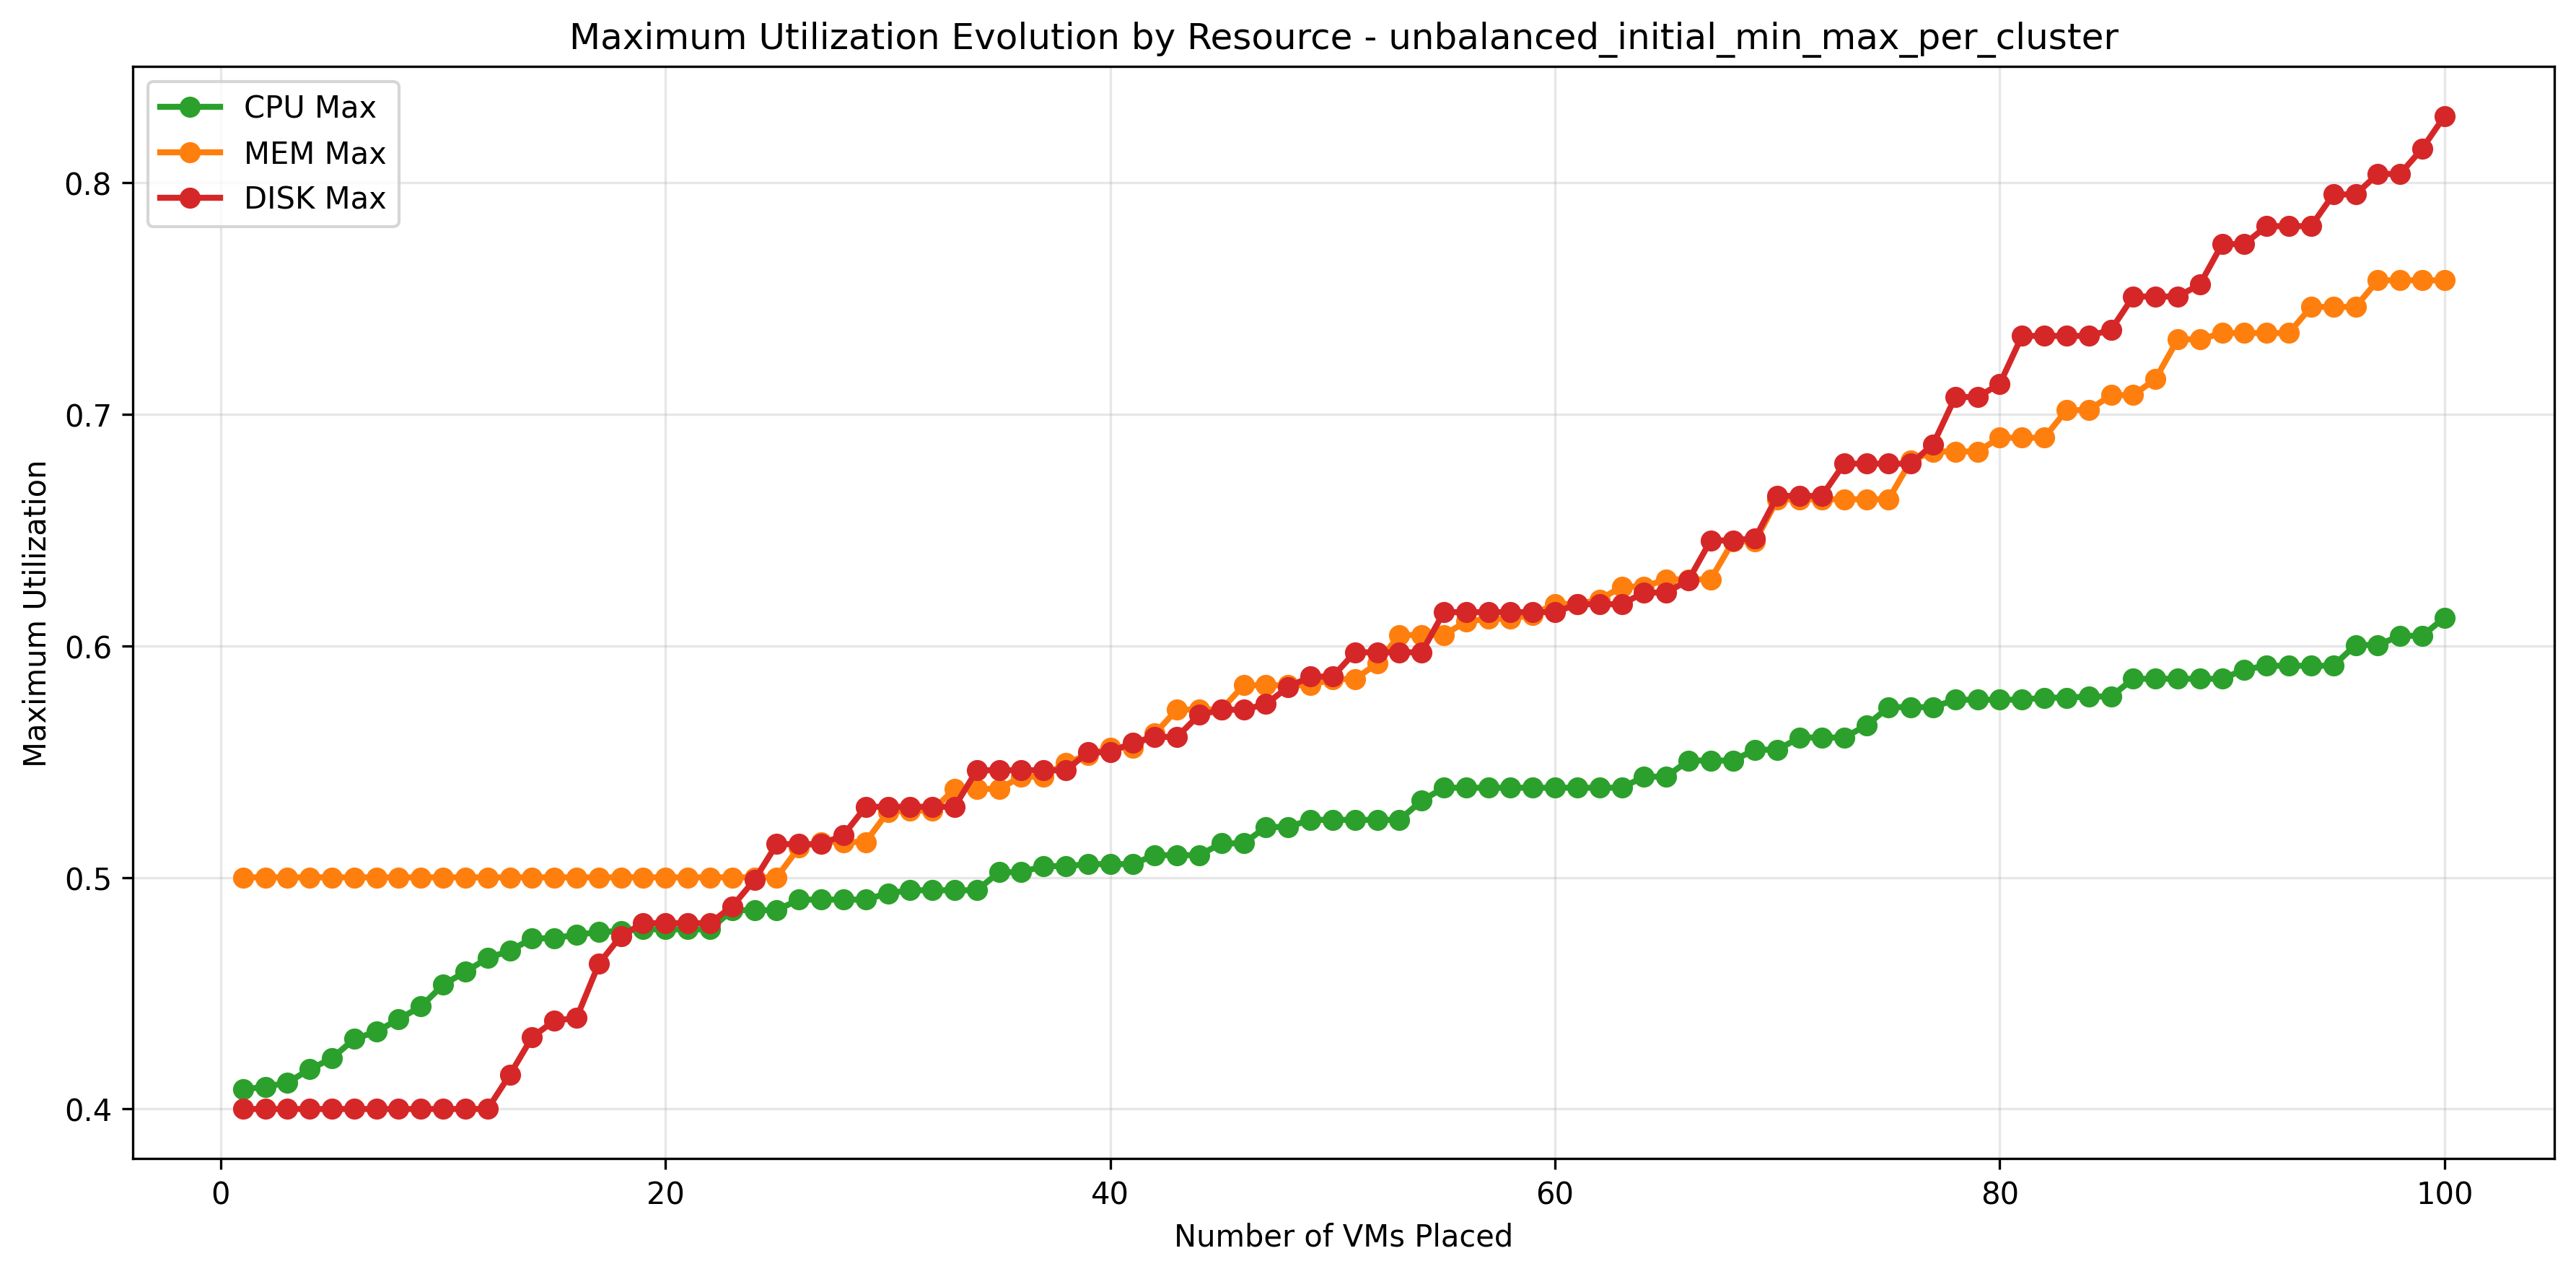 Maximum Utilization Evolution by Resource - unbalanced_initial_min_max_per_cluster
CPU Max
MEM Max
DISK Max
Maximum Utilization
0.8
0.7
0.6
0.5
0.4
0 20 40 60 80 100
Number of VMs Placed